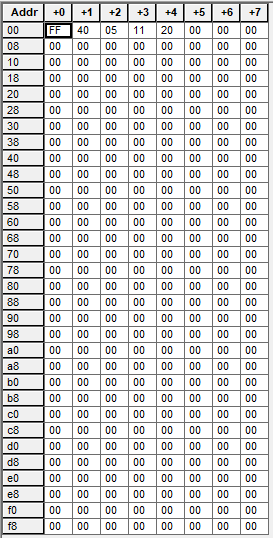 Addr +0 +1 +2 +3 +4 +5 +6 +7
00 FF 40 05 11 20 00 00 00
08 00 00 00 00 00 00 00 00
10 00 00 00 00 00 00 00 00
18 00 00 00 00 00 00 00 00
20 00 00 00 00 00 00 00 00
28 00 00 00 00 00 00 00 00
30 00 00 00 00 00 00 00 00
38 00 00 00 00 00 00 00 00
40 00 00 00 00 00 00 00 00
48 00 00 00 00 00 00 00 00
50 00 00 00 00 00 00 00 00
58 00 00 00 00 00 00 00 00
60 00 00 00 00 00 00 00 00
68 00 00 00 00 00 00 00 00
70 00 00 00 00 00 00 00 00
78 00 00 00 00 00 00 00 00
80 00 00 00 00 00 00 00 00
88 00 00 00 00 00 00 00 00
90 00 00 00 00 00 00 00 00
98 00 00 00 00 00 00 00 00
a0 00 00 00 00 00 00 00 00
a8 00 00 00 00 00 00 00 00
b0 00 00 00 00 00 00 00 00
b8 00 00 00 00 00 00 00 00
c0 00 00 00 00 00 00 00 00
c8 00 00 00 00 00 00 00 00
d0 00 00 00 00 00 00 00 00
d8 00 00 00 00 00 00 00 00
e0 00 00 00 00 00 00 00 00
e8 00 00 00 00 00 00 00 00
f0 00 00 00 00 00 00 00 00
f8 00 00 00 00 00 00 00 00